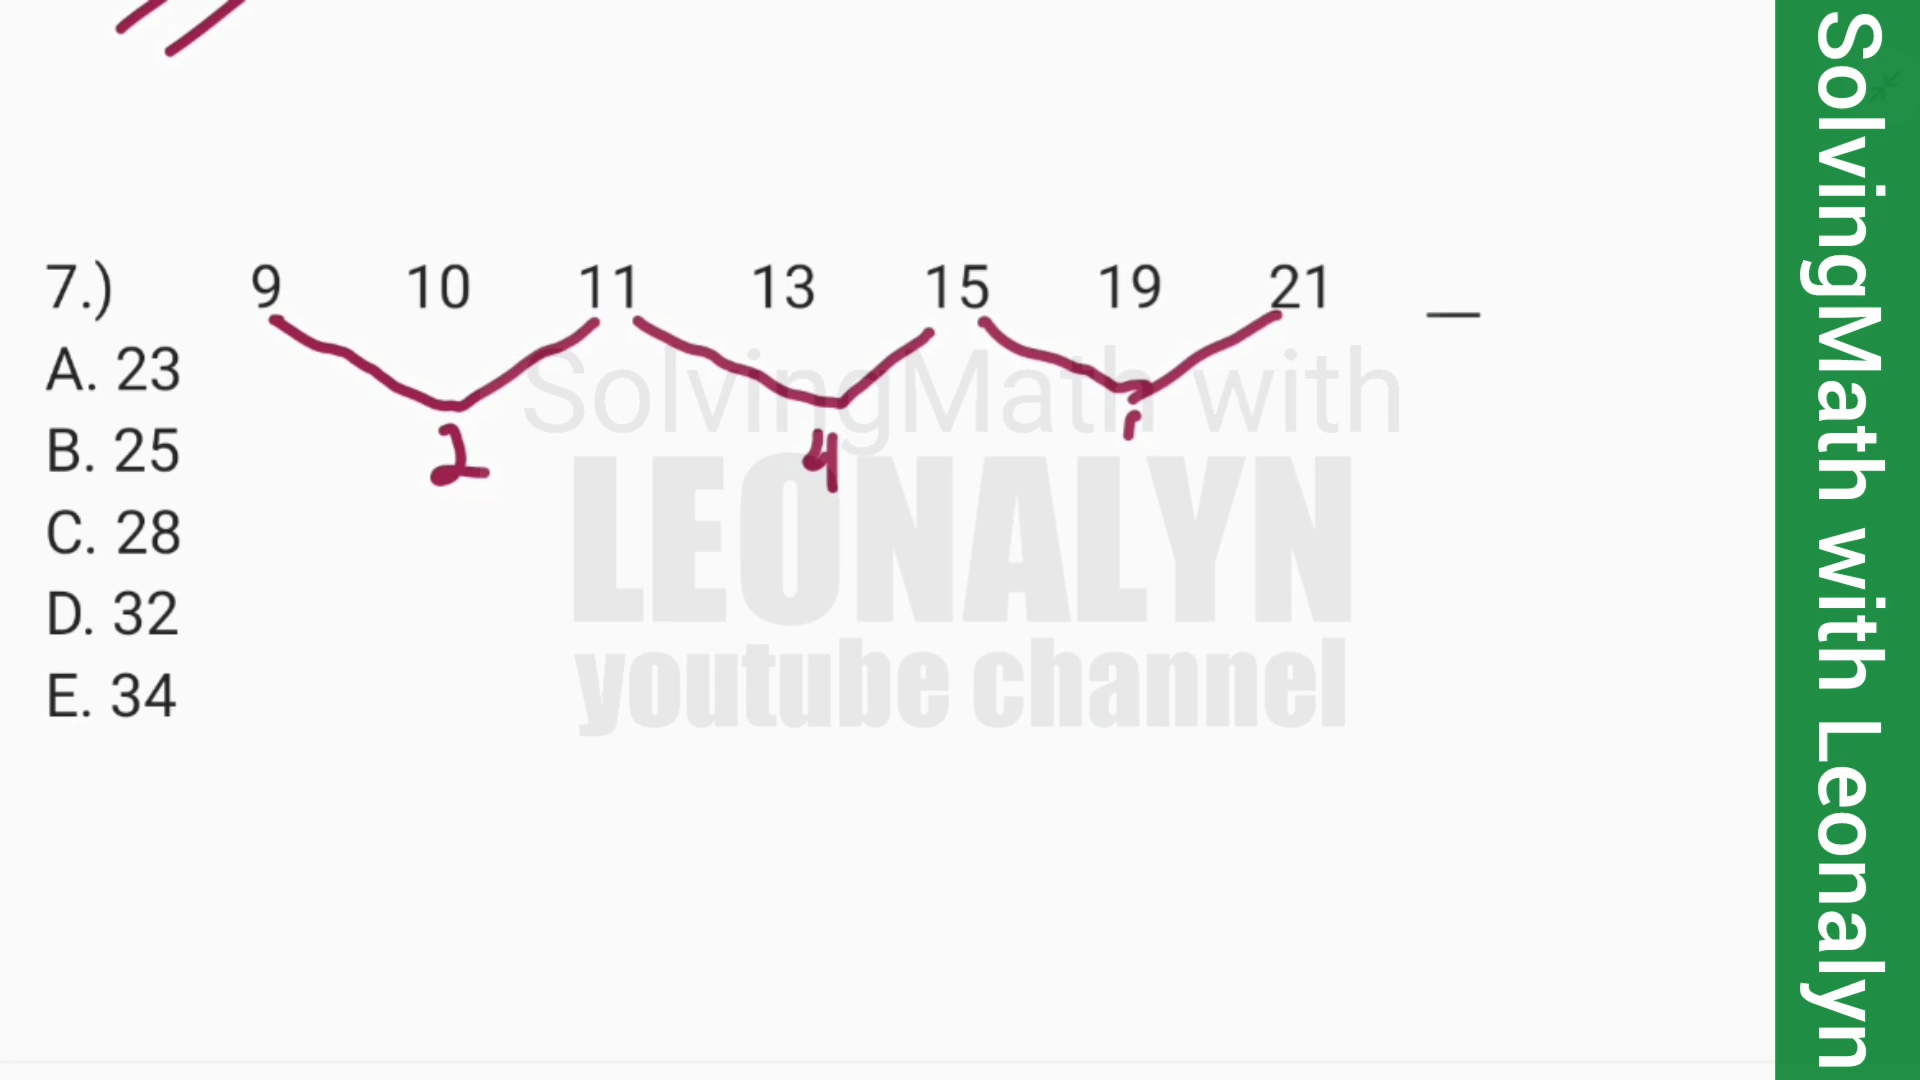 7.) 9 10 11 13 15 19 21 _
A. 23
B. 25
C. 28
D. 32
E. 34
2 4
SolvingMath with
LEONALYN
youtube channel
SolvingMath with Leonalyn